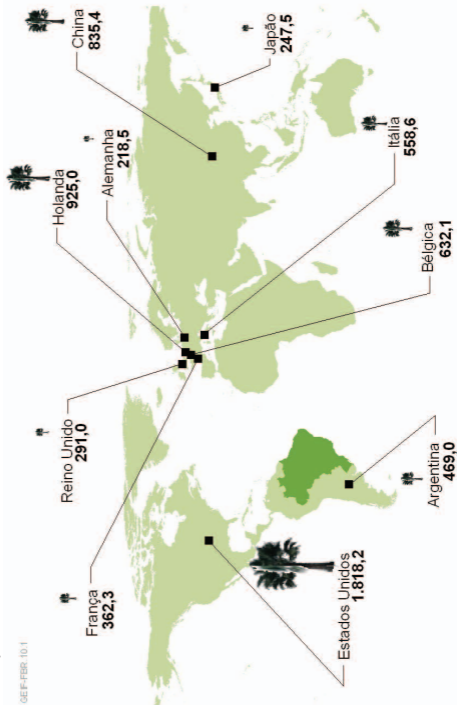 GEIF-FBR.10.1
França
362,3
Reino Unido
291,0
Holanda
925,0
Alemanha
218,5
China
835,4
Japão
247,5
Itália
558,6
Bélgica
632,1
Argentina
469,0
Estados Unidos
1.818,2